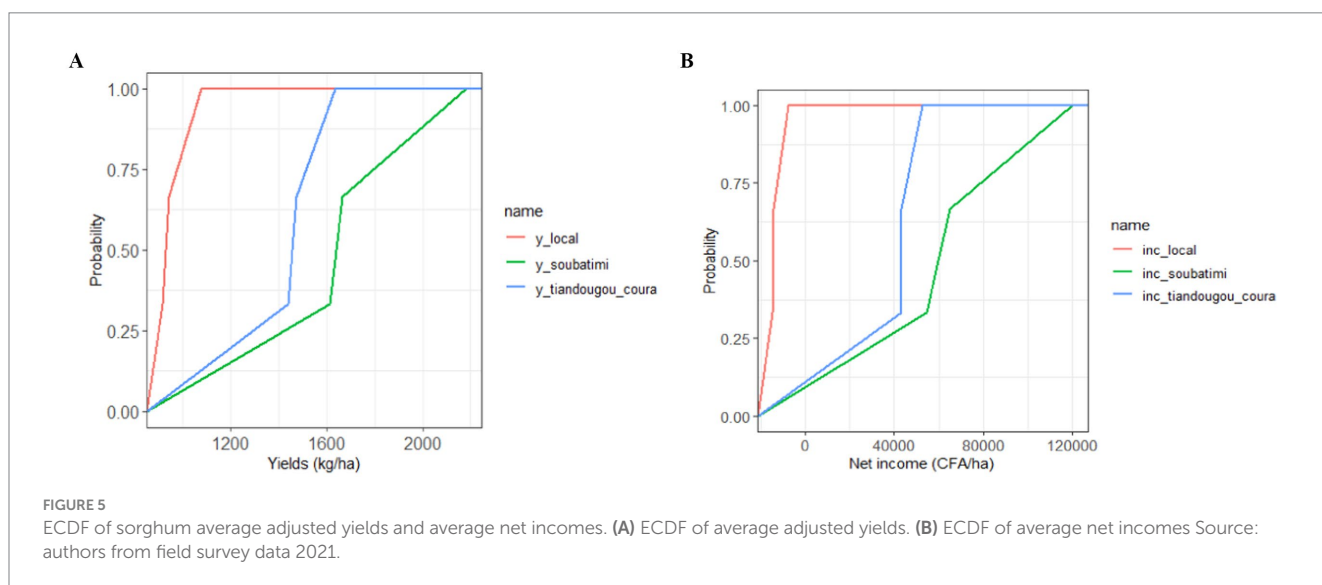 A
1.00
0.75
0.50
0.25
0.00
Probability
1200 1600 2000
Yields (kg/ha)
name
y_local
y_soubatimi
y_tiandougou_coura
B
1.00
0.75
0.50
0.25
0.00
Probability
0 40000 80000 120000
Net income (CFA/ha)
name
inc_local
inc_soubatimi
inc_tiandougou_coura
FIGURE 5
ECDF of sorghum average adjusted yields and average net incomes. (A) ECDF of average adjusted yields. (B) ECDF of average net incomes Source:
authors from field survey data 2021.